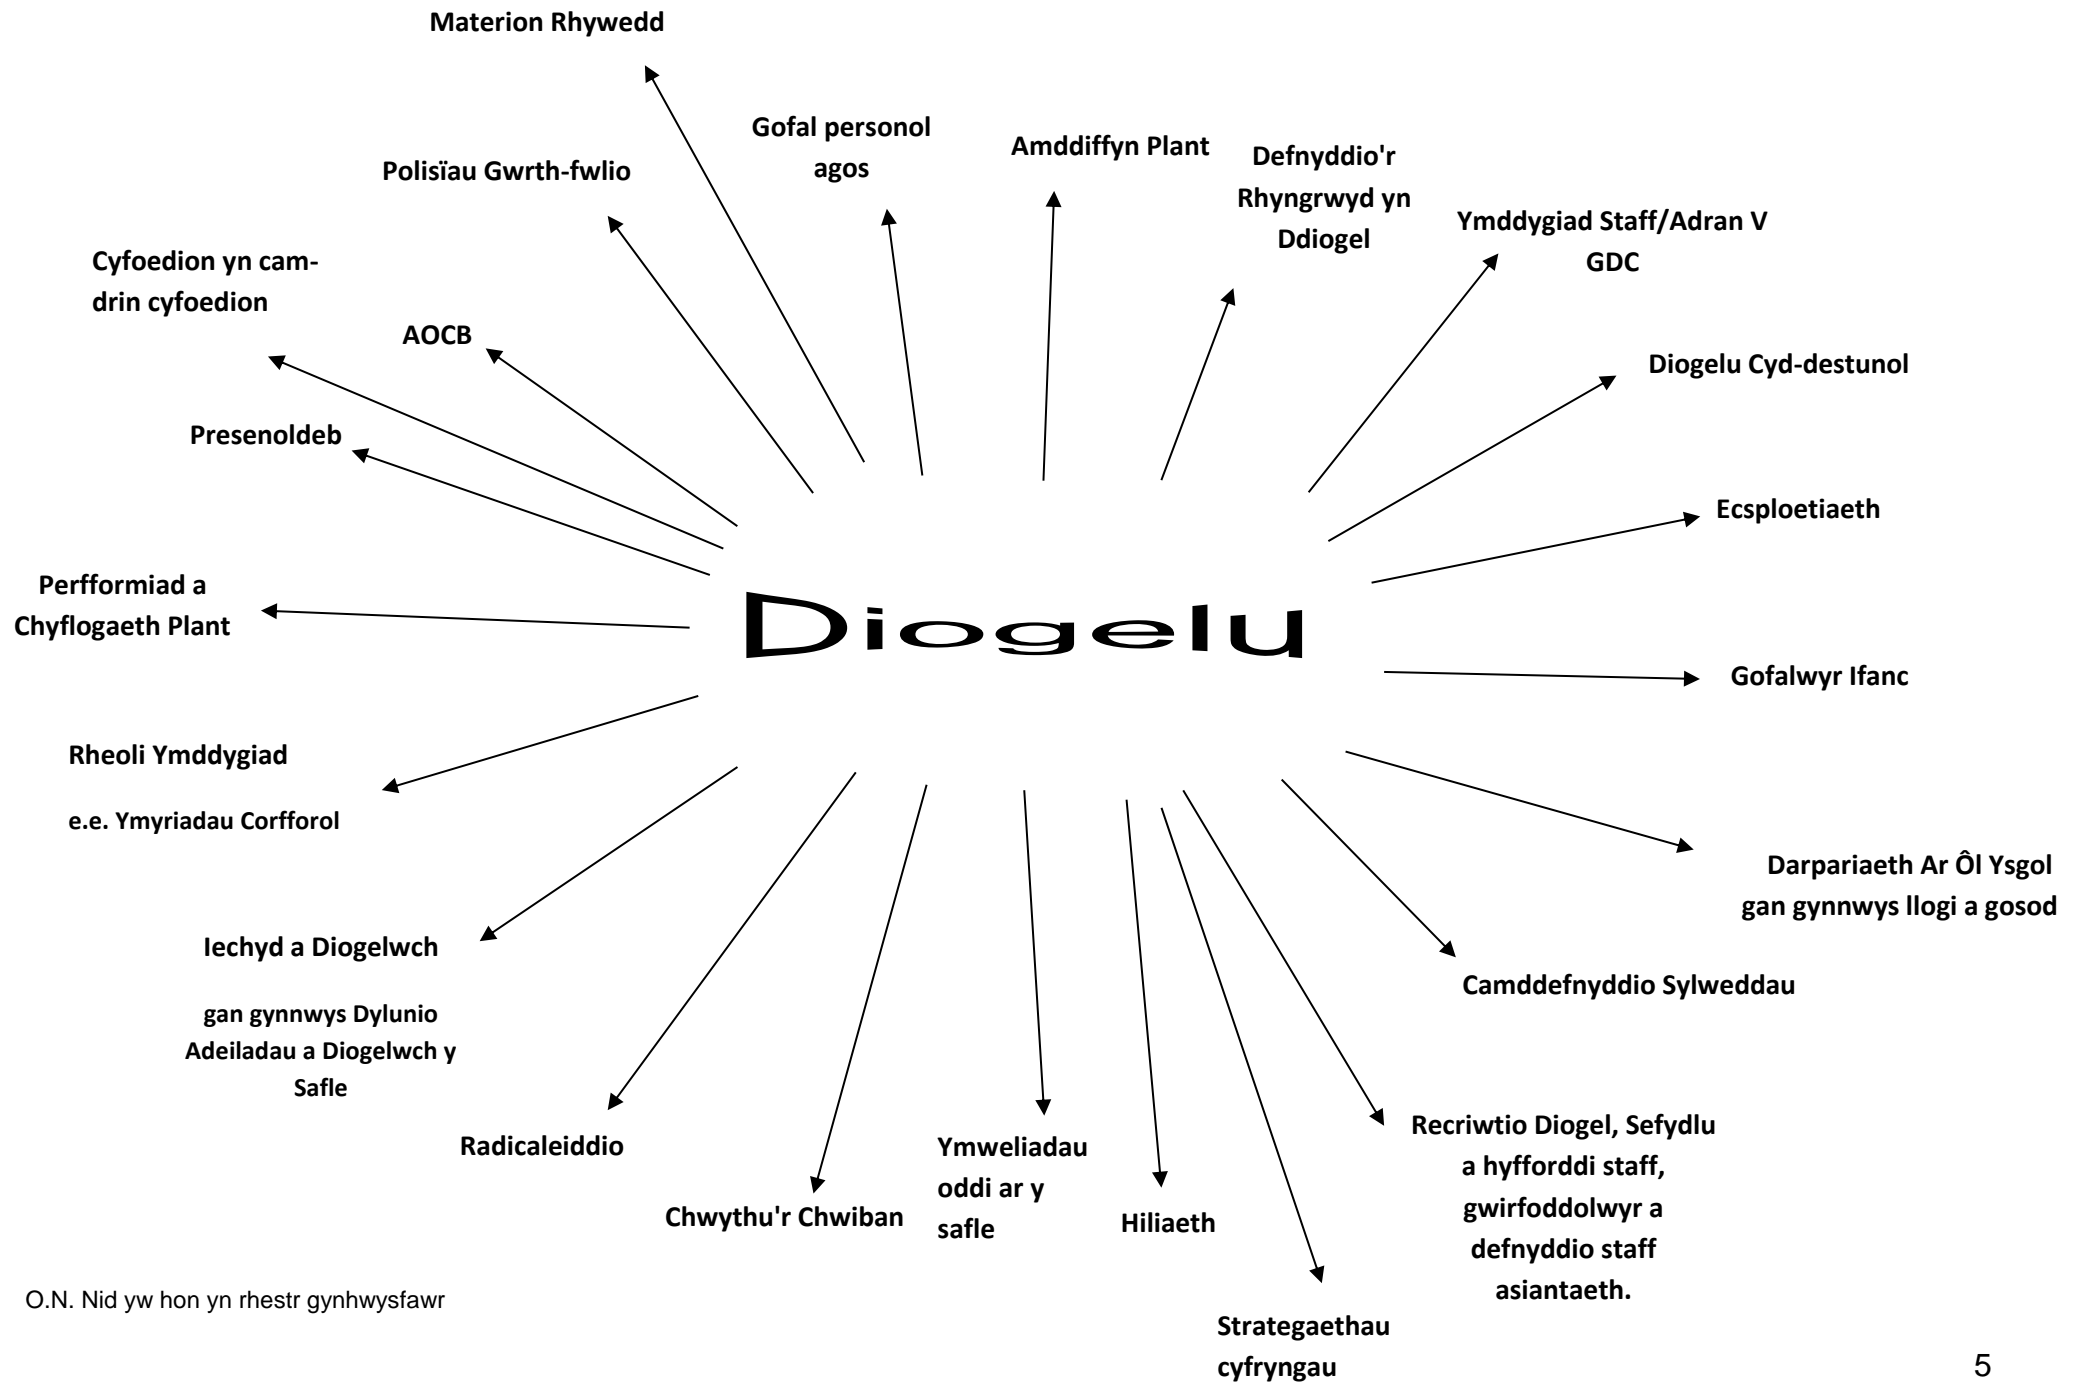 Materion Rhywedd
Gofal personol
agos
Amddiffyn Plant
Defnyddio'r
Rhyngrwyd yn
Ddiogel
Polisïau Gwrth-fwlio
Ymddygiad Staff/Adran V
GDC
Cyfoedion yn cam-
drin cyfoedion
AOCB
Diogelu Cyd-destunol
Presenoldeb
Ecsploetiaeth
Perfformiad a
Chyflogaeth Plant
Diogelu
Gofalwyr Ifanc
Rheoli Ymddygiad
e.e. Ymyriadau Corfforol
Darpariaeth Ar Ôl Ysgol
gan gynnwys llogi a gosod
Iechyd a Diogelwch
gan gynnwys Dylunio
Adeiladau a Diogelwch y
Safle
Camddefnyddio Sylweddau
Radicaleiddio
Chwythu'r Chwiban
Ymweliadau
oddi ar y
safle
Hiliaeth
Recriwtio Diogel, Sefydlu
a hyfforddi staff,
gwirfoddolwyr a
defnyddio staff
asiantaeth.
Strategaethau
cyfryngau
O.N. Nid yw hon yn rhestr gynhwysfawr
5